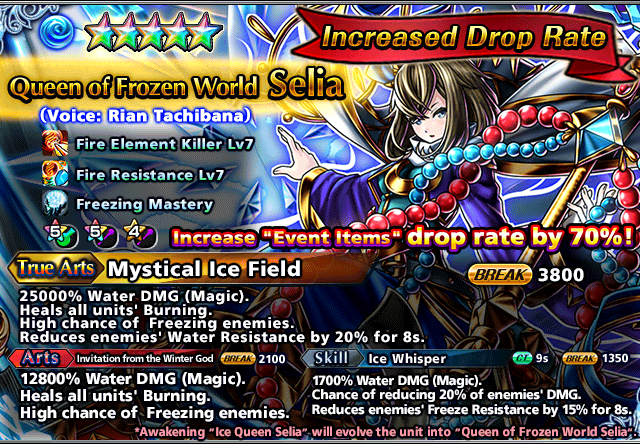 Increased Drop Rate
Queen of Frozen World Selia
(Voice: Rian Tachibana)
Fire Element Killer Lv7
Fire Resistance Lv7
Freezing Mastery
5 5 4
Increase "Event Items" drop rate by 70%!
True Arts Mystical Ice Field BREAK 3800
25000% Water DMG (Magic).
Heals all units' Burning.
High chance of Freezing enemies.
Reduces enemies' Water Resistance by 20% for 8s.
Arts Invitation from the Winter God BREAK 2100
12800% Water DMG (Magic).
Heals all units' Burning.
High chance of Freezing enemies.
Skill Ice Whisper CT 9s BREAK 1350
1700% Water DMG (Magic).
Chance of reducing 20% of enemies' DMG.
Reduces enemies' Freeze Resistance by 15% for 8s.
*Awakening "Ice Queen Selia" will evolve the unit into "Queen of Frozen World Selia".